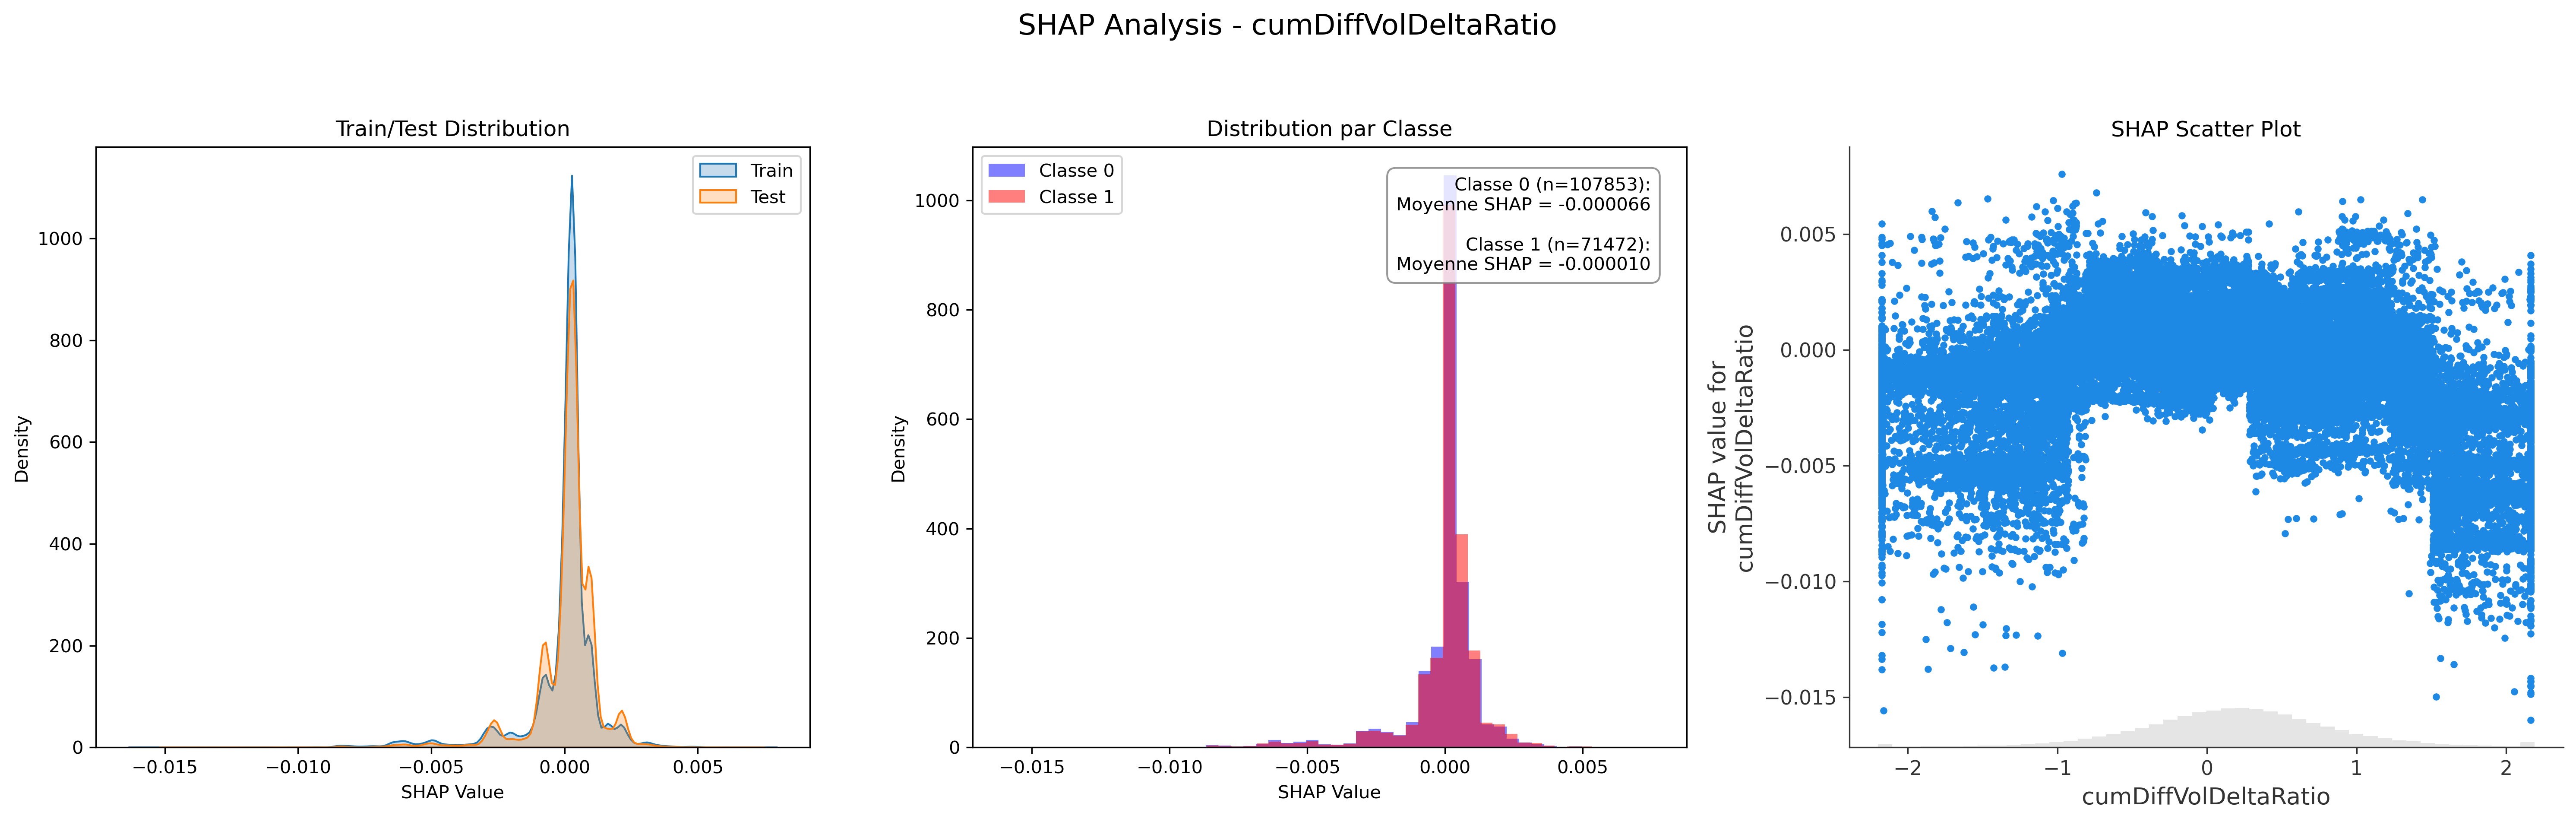 SHAP Analysis - cumDiffVolDeltaRatio
Train/Test Distribution
Train
Test
Density
0
200
400
600
800
1000
−0.015
−0.010
−0.005
0.000
0.005
SHAP Value
Distribution par Classe
Classe 0
Classe 1
Classe 0 (n=107853):
Moyenne SHAP = -0.000066
Classe 1 (n=71472):
Moyenne SHAP = -0.000010
Density
0
200
400
600
800
1000
−0.015
−0.010
−0.005
0.000
0.005
SHAP Value
SHAP Scatter Plot
SHAP value for
cumDiffVolDeltaRatio
0.005
0.000
−0.005
−0.010
−0.015
−2
−1
0
1
2
cumDiffVolDeltaRatio